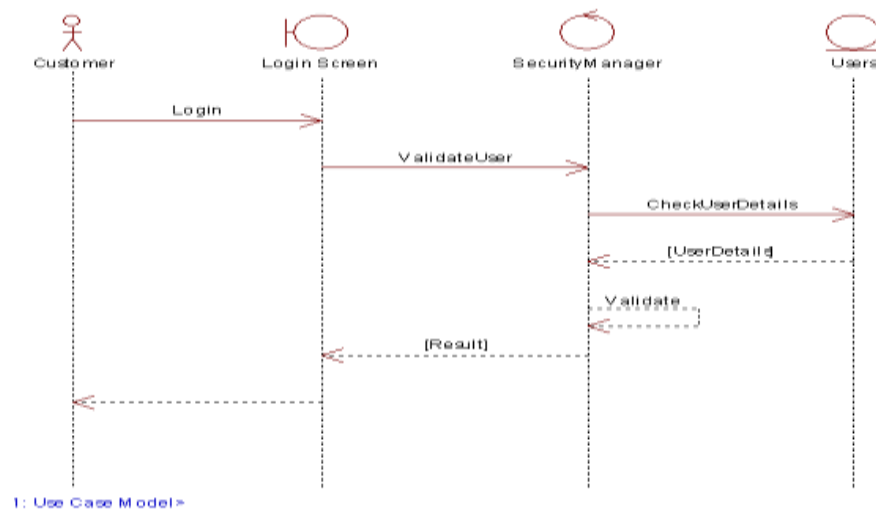 Customer
Login Screen
SecurityManager
Users
Login
ValidateUser
CheckUserDetails
[UserDetails]
Validate
[Result]
1: Use Case Model>